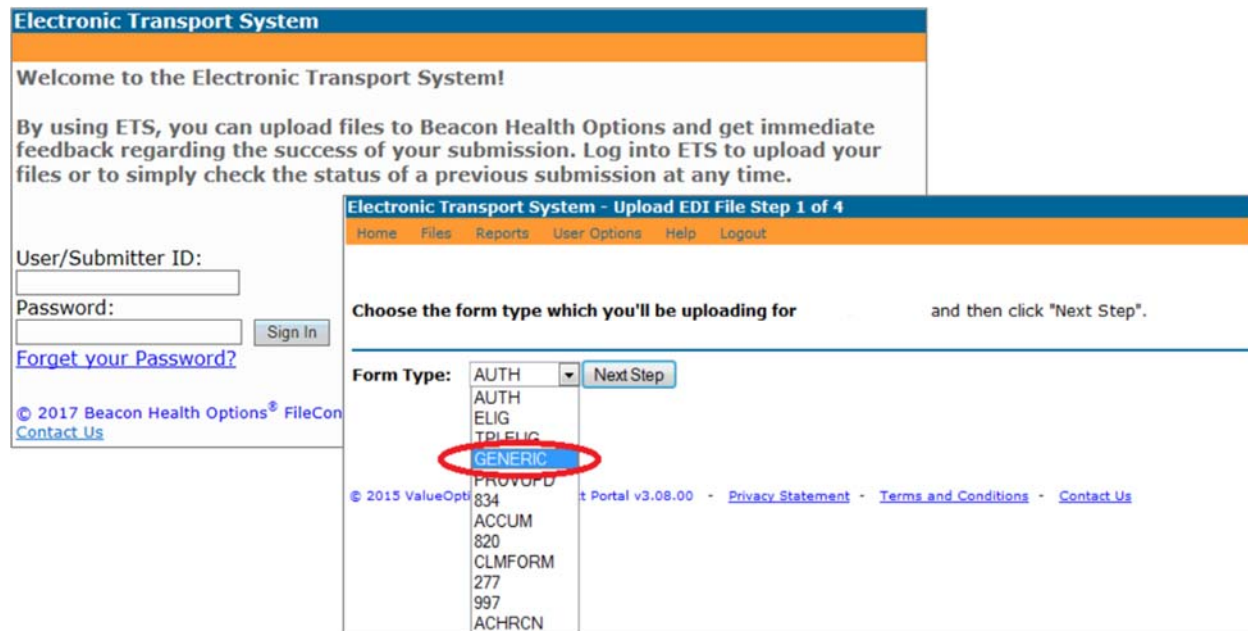 Electronic Transport System
Welcome to the Electronic Transport System!
By using ETS, you can upload files to Beacon Health Options and get immediate
feedback regarding the success of your submission. Log into ETS to upload your
files or to simply check the status of a previous submission at any time.
User/Submitter ID:
Password:
Sign In
Forget your Password?
© 2017 Beacon Health Options® FileCon
Contact Us
Electronic Transport System - Upload EDI File Step 1 of 4
Home Files Reports User Options Help Logout
Choose the form type which you'll be uploading for and then click "Next Step".
Form Type: AUTH Next Step
AUTH
ELIG
TPLELIG
GENERIC
PROVUPD
© 2015 ValueOpti t Portal v3.08.00 - Privacy Statement - Terms and Conditions - Contact Us
834
ACCUM
820
CLMFORM
277
997
ACHRCN